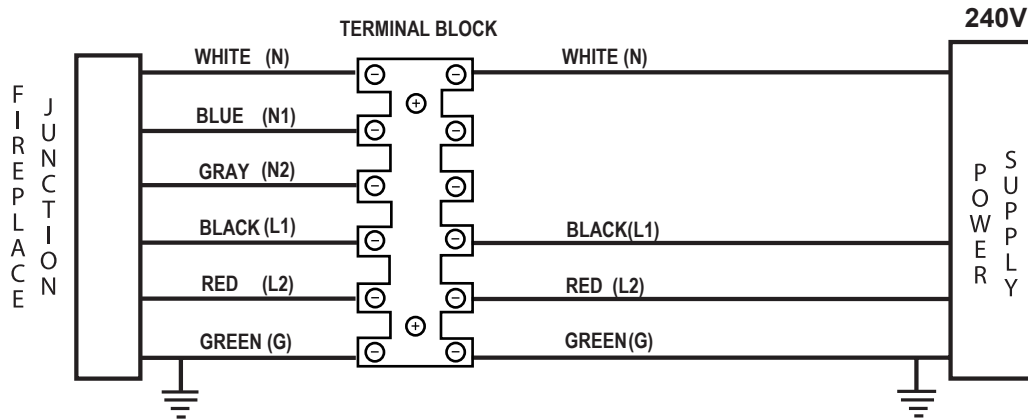 240V
TERMINAL BLOCK
WHITE (N)
WHITE (N)
BLUE (N1)
GRAY (N2)
BLACK (L1)
BLACK(L1)
RED (L2)
RED (L2)
GREEN (G)
GREEN(G)
FIREPLACE
JUNCTION
POWER
SUPPLY